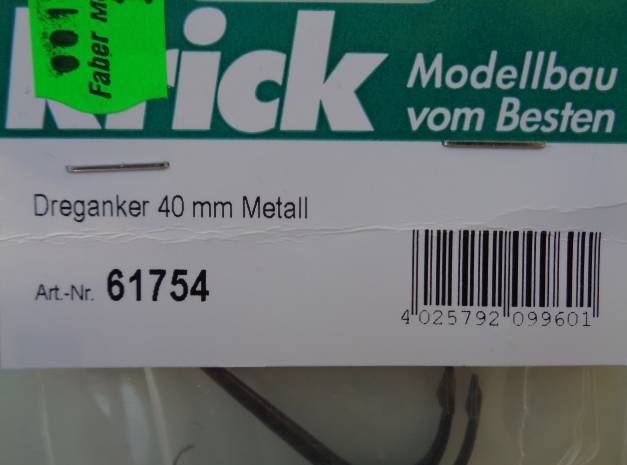 Faber
Krick
Modellbau
vom Besten
Dreganker 40 mm Metall
Art.-Nr. 61754
4 025792 099601